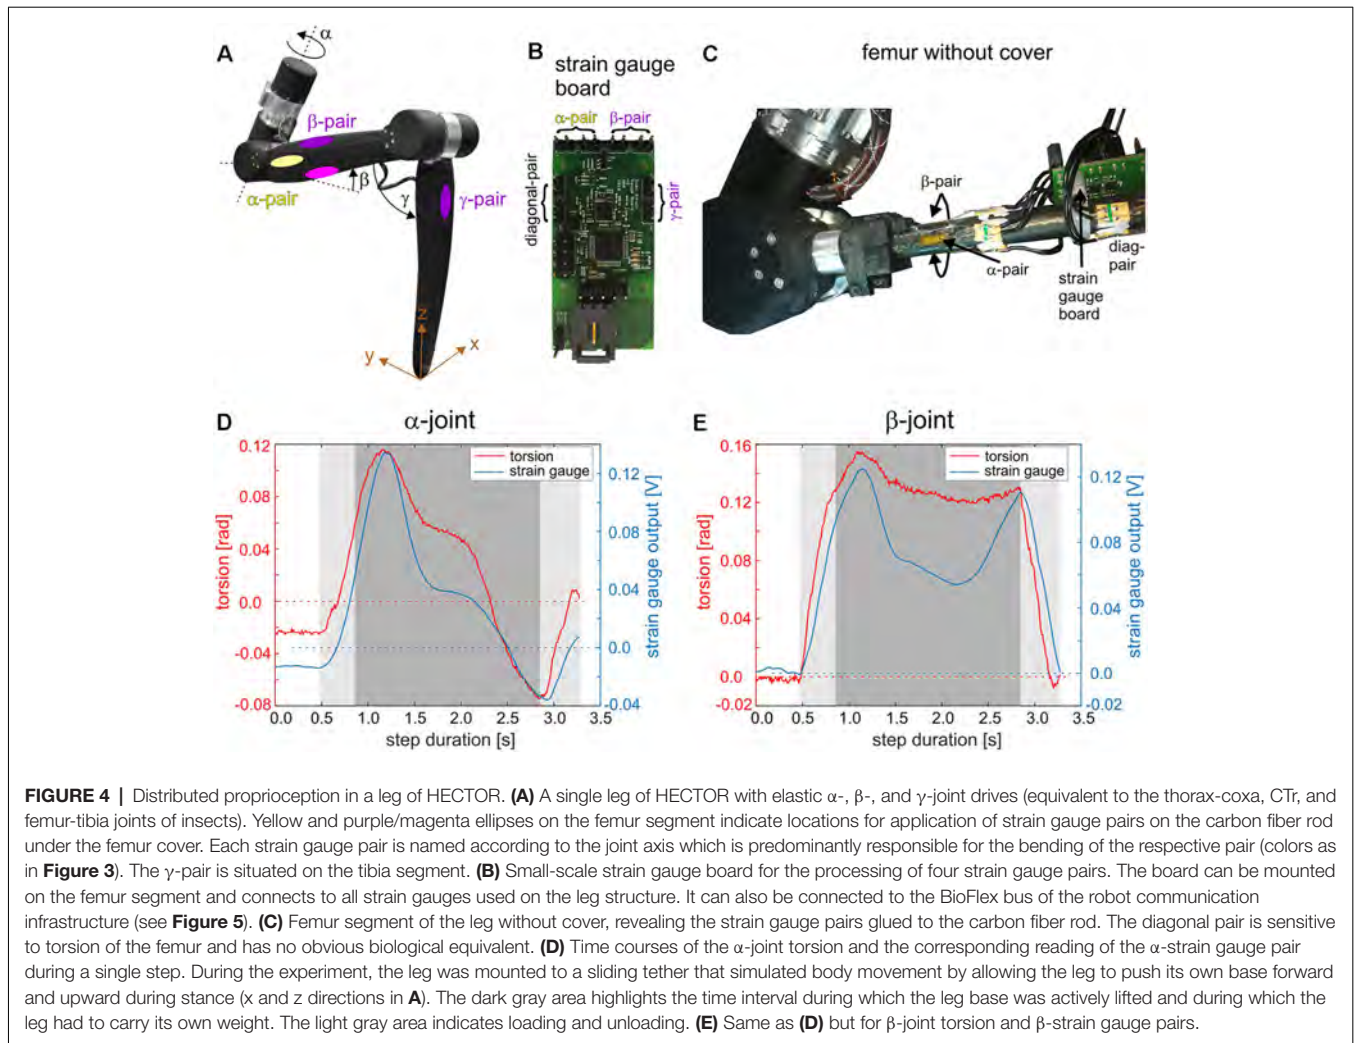 A
α
β-pair
α-pair
β
γ
γ-pair
z
y
x
B
strain gauge
board
α-pair
β-pair
diagonal-pair
γ-pair
C
femur without cover
β-pair
α-pair
diag-
pair
strain
gauge
board
D
α-joint
torsion
strain gauge
torsion [rad]
0.12
0.08
0.04
0.0
-0.04
-0.08
strain gauge output [V]
0.12
0.08
0.04
0.0
-0.04
0.0 0.5 1.0 1.5 2.0 2.5 3.0 3.5
step duration [s]
E
β-joint
torsion
strain gauge
torsion [rad]
0.16
0.12
0.08
0.04
0.0
-0.02
strain gauge output [V]
0.12
0.08
0.04
0.0
-0.02
0.0 0.5 1.0 1.5 2.0 2.5 3.0 3.5
step duration [s]
FIGURE 4 | Distributed proprioception in a leg of HECTOR. (A) A single leg of HECTOR with elastic α-, β-, and γ-joint drives (equivalent to the thorax-coxa, CTr, and
femur-tibia joints of insects). Yellow and purple/magenta ellipses on the femur segment indicate locations for application of strain gauge pairs on the carbon fiber rod
under the femur cover. Each strain gauge pair is named according to the joint axis which is predominantly responsible for the bending of the respective pair (colors as
in Figure 3). The γ-pair is situated on the tibia segment. (B) Small-scale strain gauge board for the processing of four strain gauge pairs. The board can be mounted
on the femur segment and connects to all strain gauges used on the leg structure. It can also be connected to the BioFlex bus of the robot communication
infrastructure (see Figure 5). (C) Femur segment of the leg without cover, revealing the strain gauge pairs glued to the carbon fiber rod. The diagonal pair is sensitive
to torsion of the femur and has no obvious biological equivalent. (D) Time courses of the α-joint torsion and the corresponding reading of the α-strain gauge pair
during a single step. During the experiment, the leg was mounted to a sliding tether that simulated body movement by allowing the leg to push its own base forward
and upward during stance (x and z directions in A). The dark gray area highlights the time interval during which the leg base was actively lifted and during which the
leg had to carry its own weight. The light gray area indicates loading and unloading. (E) Same as (D) but for β-joint torsion and β-strain gauge pairs.